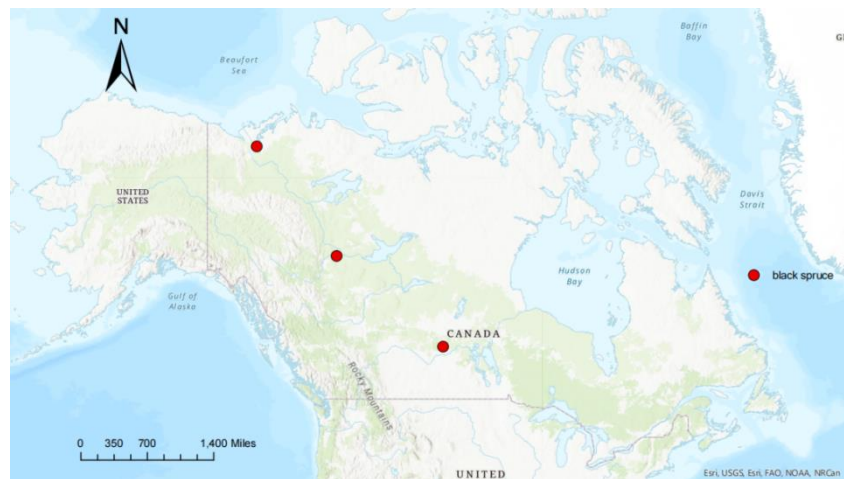 N
Baffin
Bay
Beaufort
Sea
UNITED
STATES
Davis
Strait
Hudson
Bay
black spruce
Gulf of
Alaska
CANADA
Rocky Mountains
0 350 700 1,400 Miles
UNITED
Esri, USGS, Esri, FAO, NOAA, NRCan